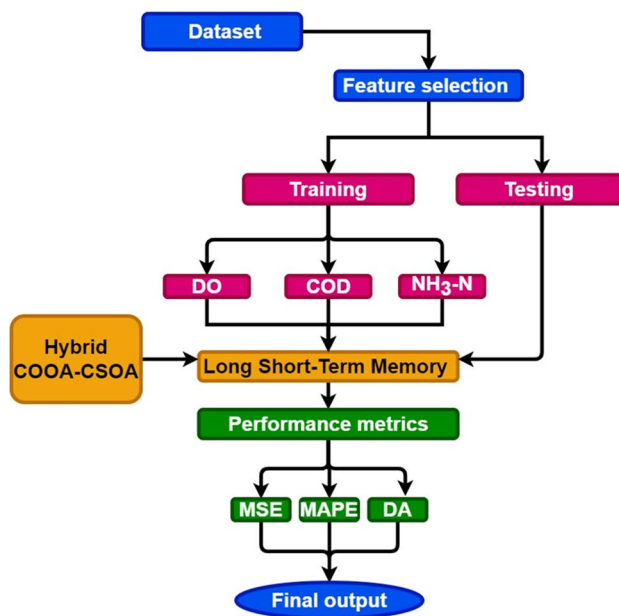 Dataset
Feature selection
Training
Testing
DO
COD
NH3-N
Hybrid
COOA-CSOA
Long Short-Term Memory
Performance metrics
MSE
MAPE
DA
Final output